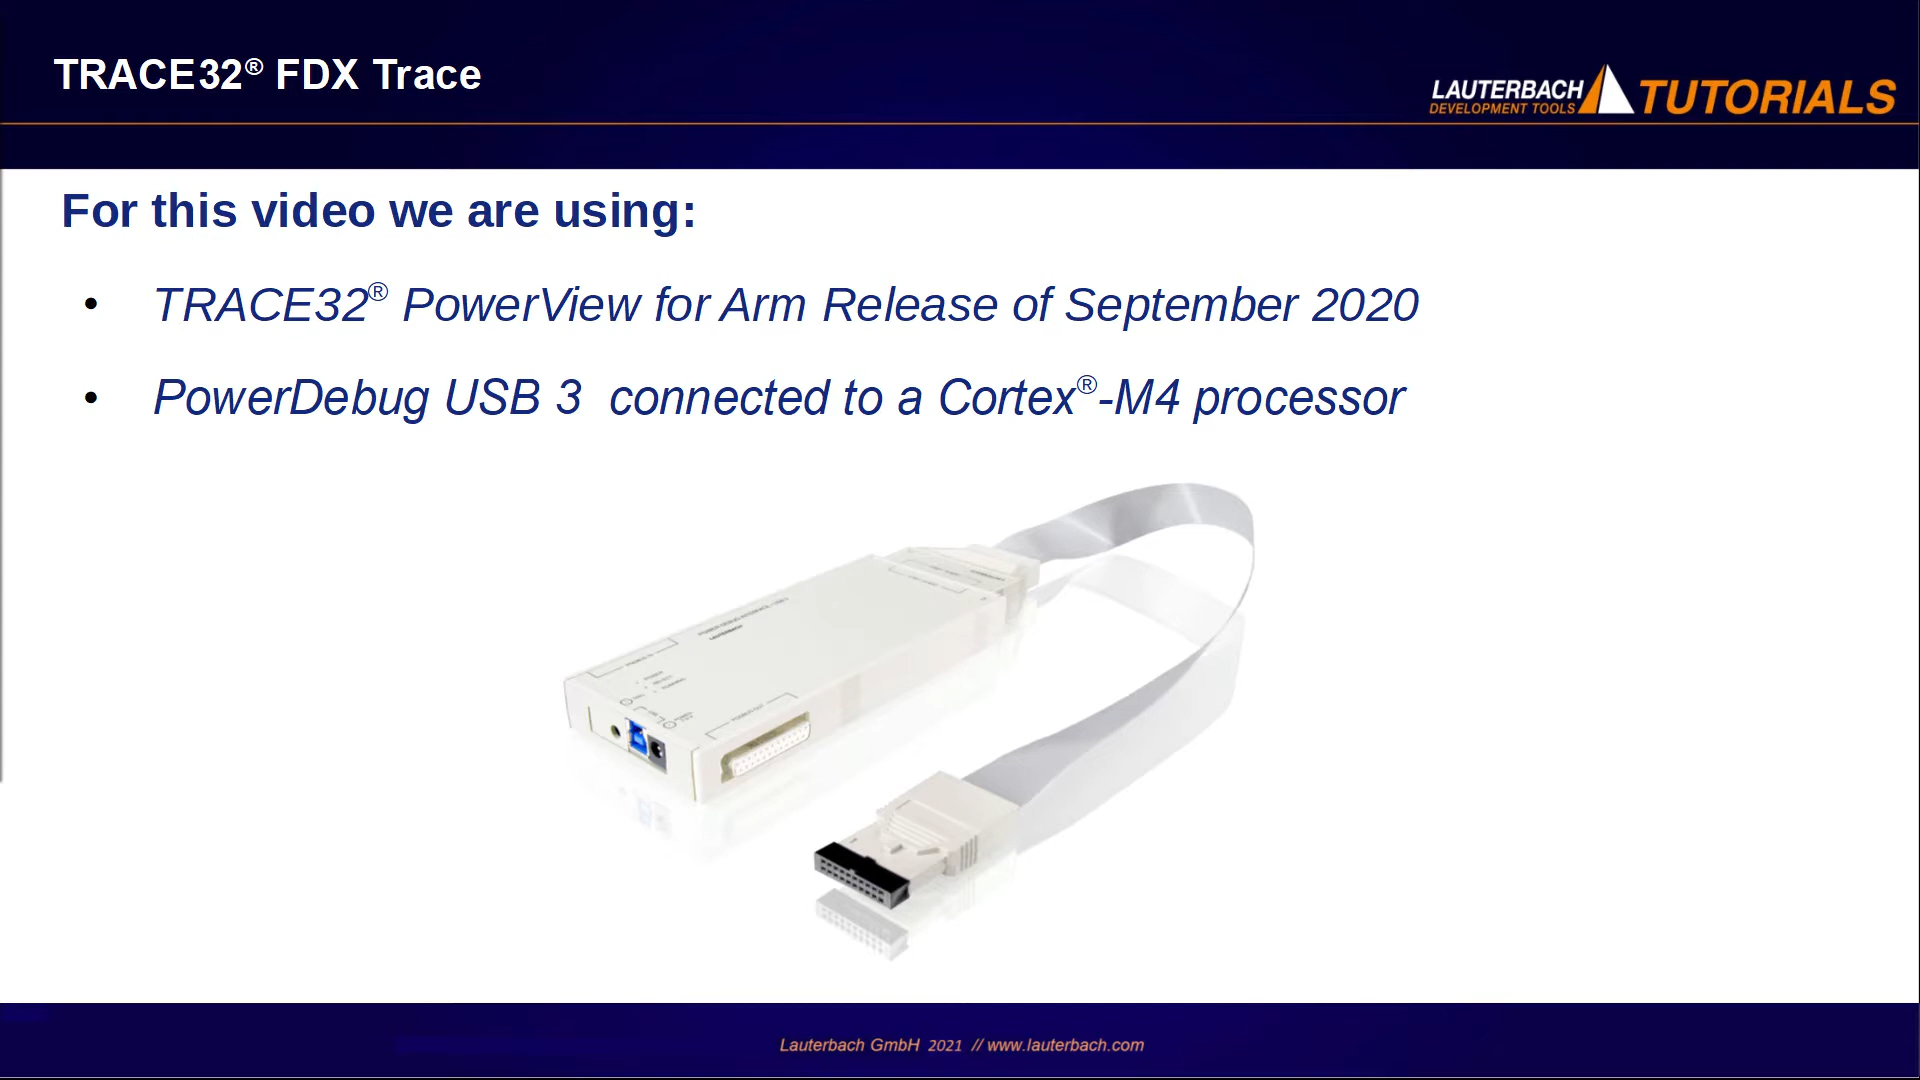 TRACE32® FDX Trace
LAUTERBACH
DEVELOPMENT TOOLS
TUTORIALS
For this video we are using:
• TRACE32® PowerView for Arm Release of September 2020
• PowerDebug USB 3 connected to a Cortex®-M4 processor
Lauterbach GmbH 2021 // www.lauterbach.com